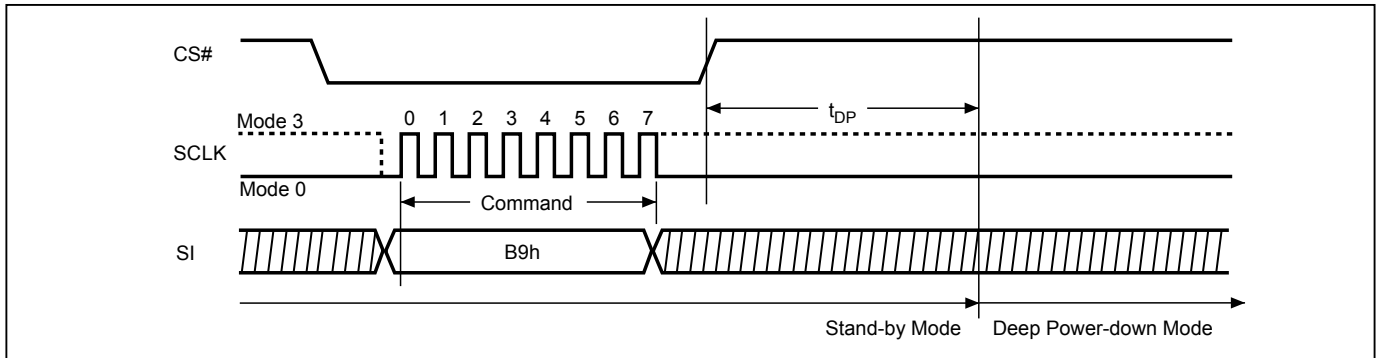 CS#
t_DP
Mode 3
0 1 2 3 4 5 6 7
SCLK
Mode 0
Command
SI
B9h
Stand-by Mode
Deep Power-down Mode